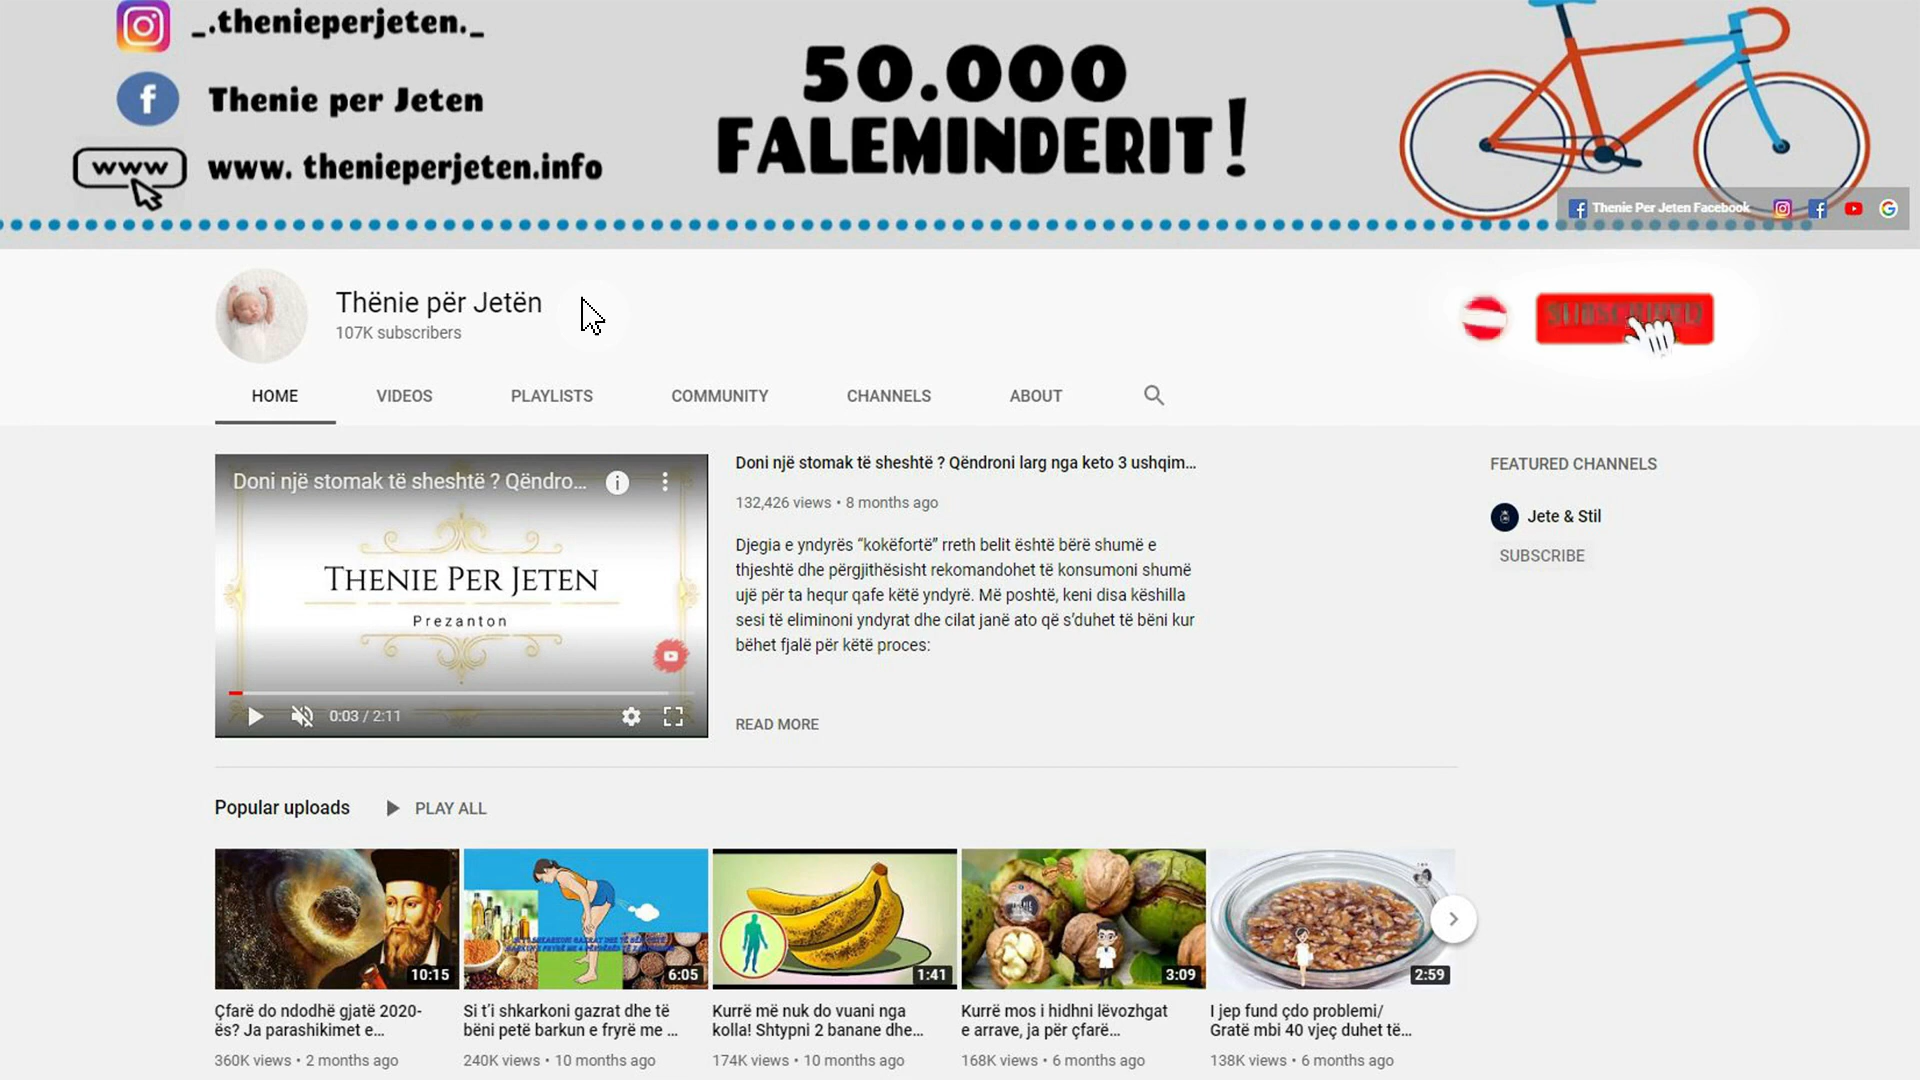 _.thenieperjeten._
Thenie per Jeten
www
www. thenieperjeten.info
50.000
FALEMINDERIT!
Thenie Per Jeten Facebook
Thënie për Jetën
107K subscribers
HOME
VIDEOS
PLAYLISTS
COMMUNITY
CHANNELS
ABOUT
Doni një stomak të sheshtë ? Qëndro...
THENIE PER JETEN
Prezanton
0:03 / 2:11
Doni një stomak të sheshtë ? Qëndroni larg nga keto 3 ushqim...
132,426 views • 8 months ago
Djegia e yndyrës “kokëfortë” rreth belit është bërë shumë e
thjeshtë dhe përgjithësisht rekomandohet të konsumoni shumë
ujë për ta hequr qafe këtë yndyrë. Më poshtë, keni disa këshilla
sesi të eliminoni yndyrat dhe cilat janë ato që s’duhet të bëni kur
bëhet fjalë për këtë proces:
READ MORE
FEATURED CHANNELS
Jete & Stil
SUBSCRIBE
Popular uploads
PLAY ALL
10:15
6:05
1:41
3:09
2:59
Çfarë do ndodhë gjatë 2020-
ës? Ja parashikimet e...
360K views • 2 months ago
Si t’i shkarkoni gazrat dhe të
bëni petë barkun e fryrë me ...
240K views • 10 months ago
Kurrë më nuk do vuani nga
kolla! Shtypni 2 banane dhe...
174K views • 10 months ago
Kurrë mos i hidhni lëvozhgat
e arrave, ja për çfarë...
168K views • 6 months ago
I jep fund çdo problemi/
Gratë mbi 40 vjeç duhet të...
138K views • 6 months ago